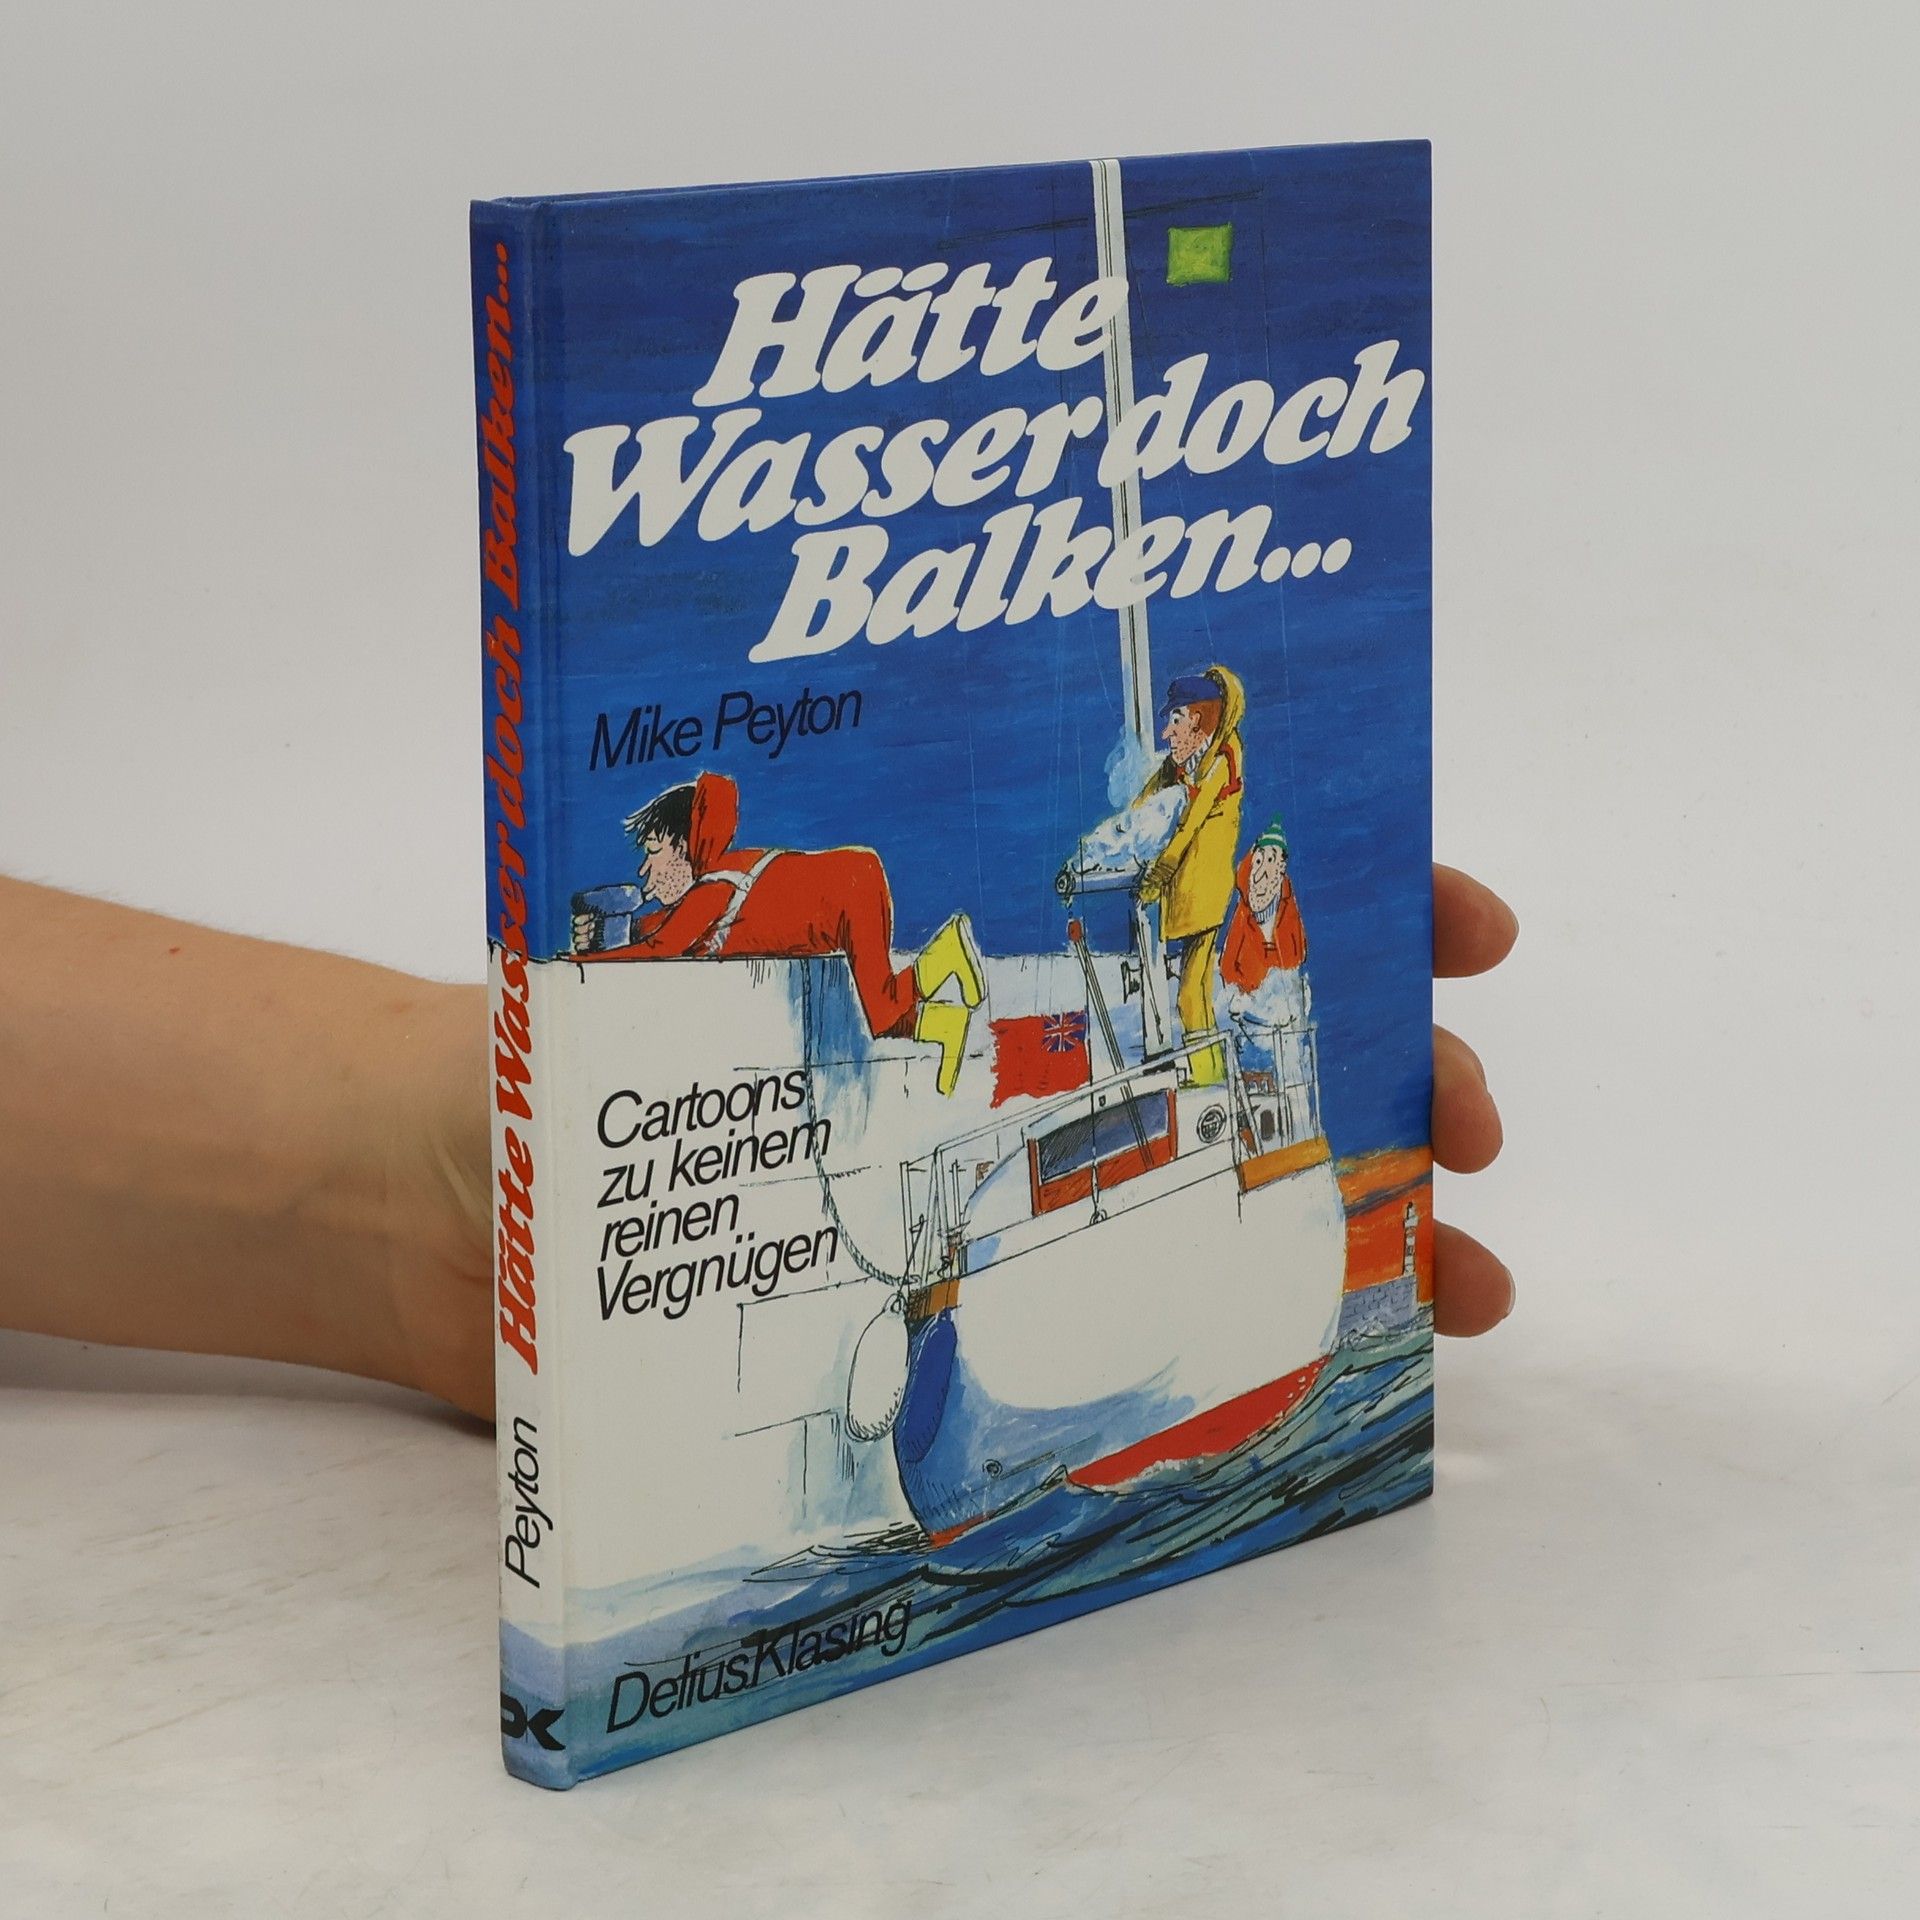 Hätte
Wasser doch
Balken...
Mike Peyton
Cartoons
zu keinem
reinen
Vergnügen
Delius Klasing
Peyton Hätte Wasser doch Balken...
DK